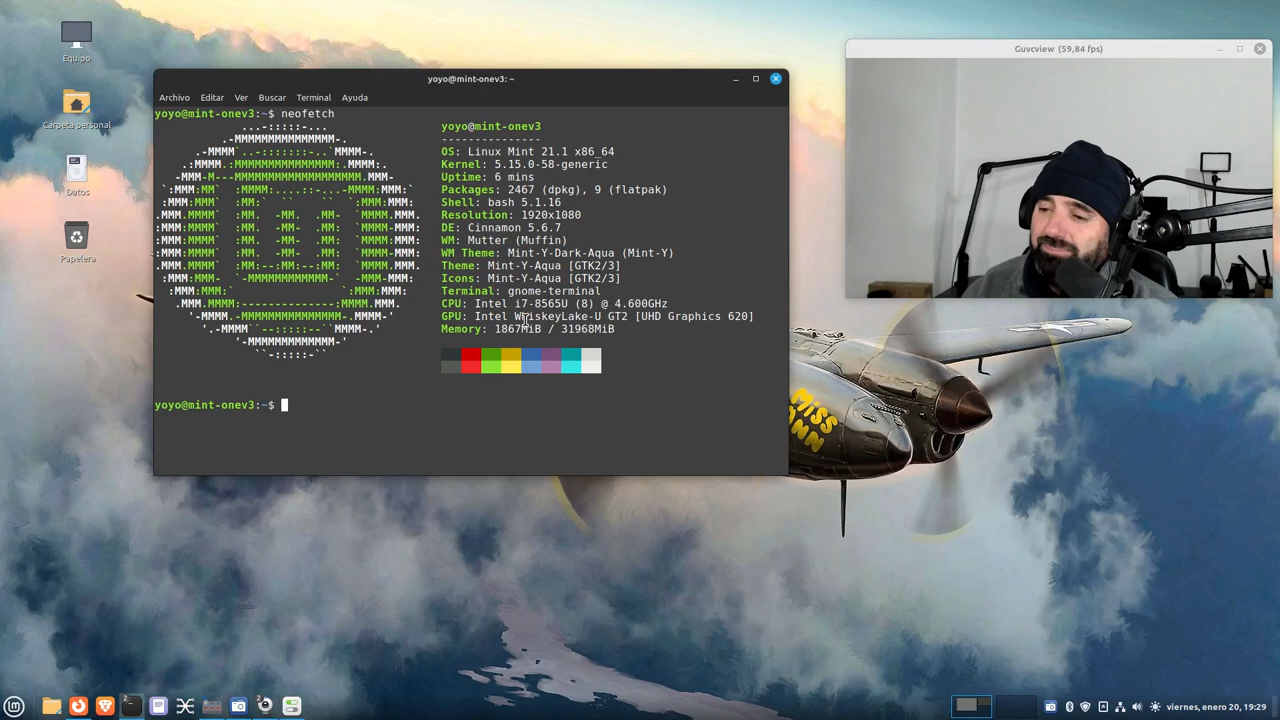 Equipo
Carpeta personal
Datos
Papelera
yoyo@mint-onev3: ~
Archivo Editar Ver Buscar Terminal Ayuda
yoyo@mint-onev3:~$ neofetch
yoyo@mint-onev3
---------------
OS: Linux Mint 21.1 x86_64
Kernel: 5.15.0-58-generic
Uptime: 6 mins
Packages: 2467 (dpkg), 9 (flatpak)
Shell: bash 5.1.16
Resolution: 1920x1080
DE: Cinnamon 5.6.7
WM: Mutter (Muffin)
WM Theme: Mint-Y-Dark-Aqua (Mint-Y)
Theme: Mint-Y-Aqua [GTK2/3]
Icons: Mint-Y-Aqua [GTK2/3]
Terminal: gnome-terminal
CPU: Intel i7-8565U (8) @ 4.600GHz
GPU: Intel WhiskeyLake-U GT2 [UHD Graphics 620]
Memory: 1867MiB / 31968MiB
yoyo@mint-onev3:~$
Guvcview (59,84 fps)
MISS
ANN
viernes, enero 20, 19:29